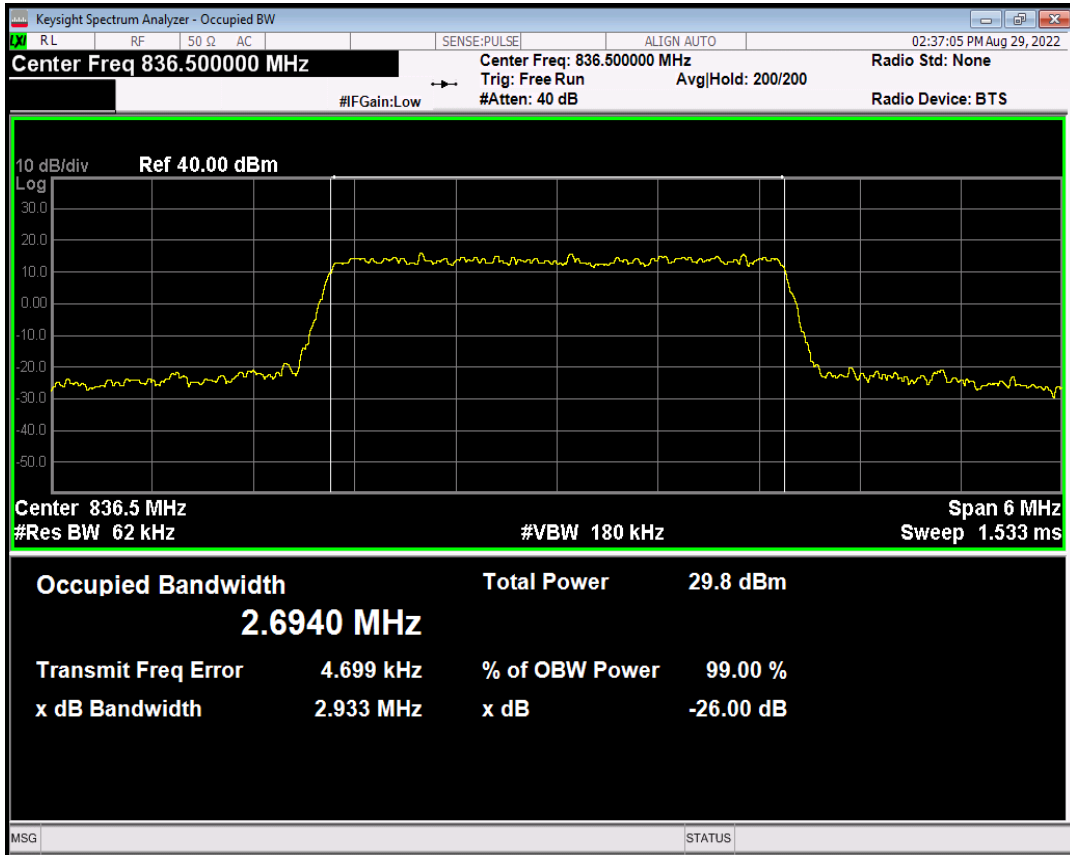 Keysight Spectrum Analyzer - Occupied BW
LXI RL RF 50 Ω AC SENSE:PULSE ALIGN AUTO 02:37:05 PM Aug 29, 2022
Center Freq 836.500000 MHz Center Freq: 836.500000 MHz Radio Std: None
Trig: Free Run Avg|Hold: 200/200
#IFGain:Low #Atten: 40 dB Radio Device: BTS
10 dB/div Ref 40.00 dBm
Log
30.0
20.0
10.0
0.00
-10.0
-20.0
-30.0
-40.0
-50.0
Center 836.5 MHz Span 6 MHz
#Res BW 62 kHz #VBW 180 kHz Sweep 1.533 ms
Occupied Bandwidth Total Power 29.8 dBm
2.6940 MHz
Transmit Freq Error 4.699 kHz % of OBW Power 99.00 %
x dB Bandwidth 2.933 MHz x dB -26.00 dB
MSG STATUS